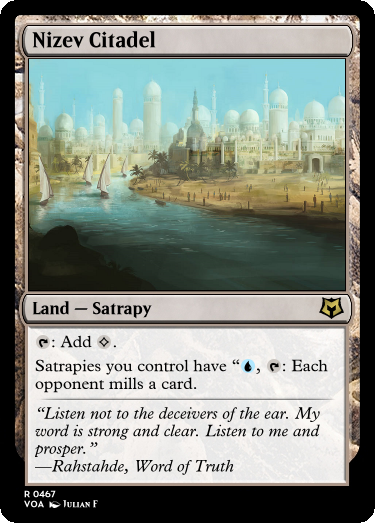 Nizev Citadel
Land — Satrapy
: Add .
Satrapies you control have “, : Each
opponent mills a card.
“Listen not to the deceivers of the ear. My
word is strong and clear. Listen to me and
prosper.”
—Rahstahde, Word of Truth
R 0467
VOA Julian F